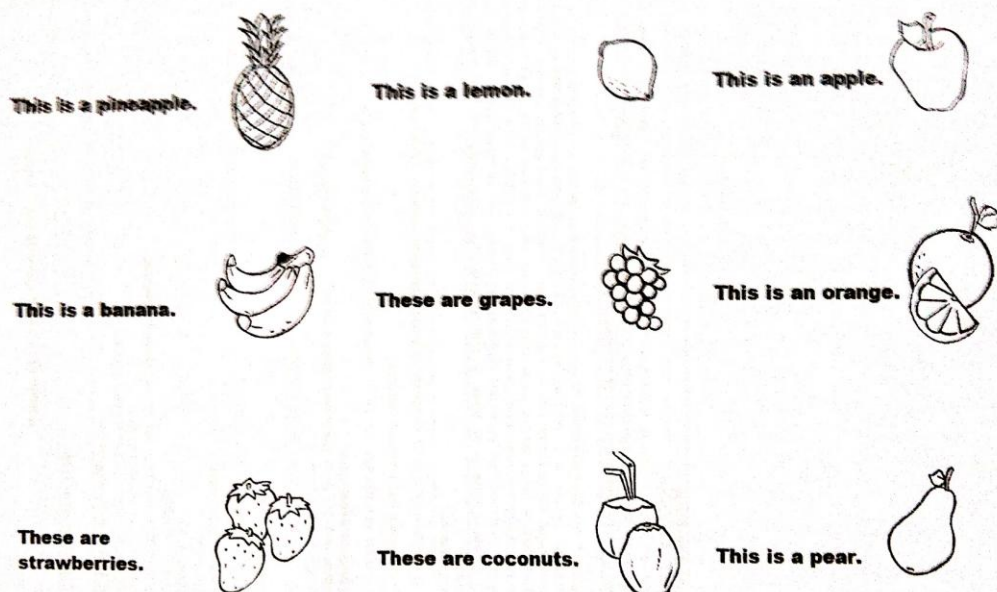 This is a pineapple.
This is a lemon.
This is an apple.
This is a banana.
These are grapes.
This is an orange.
These are
strawberries.
These are coconuts.
This is a pear.